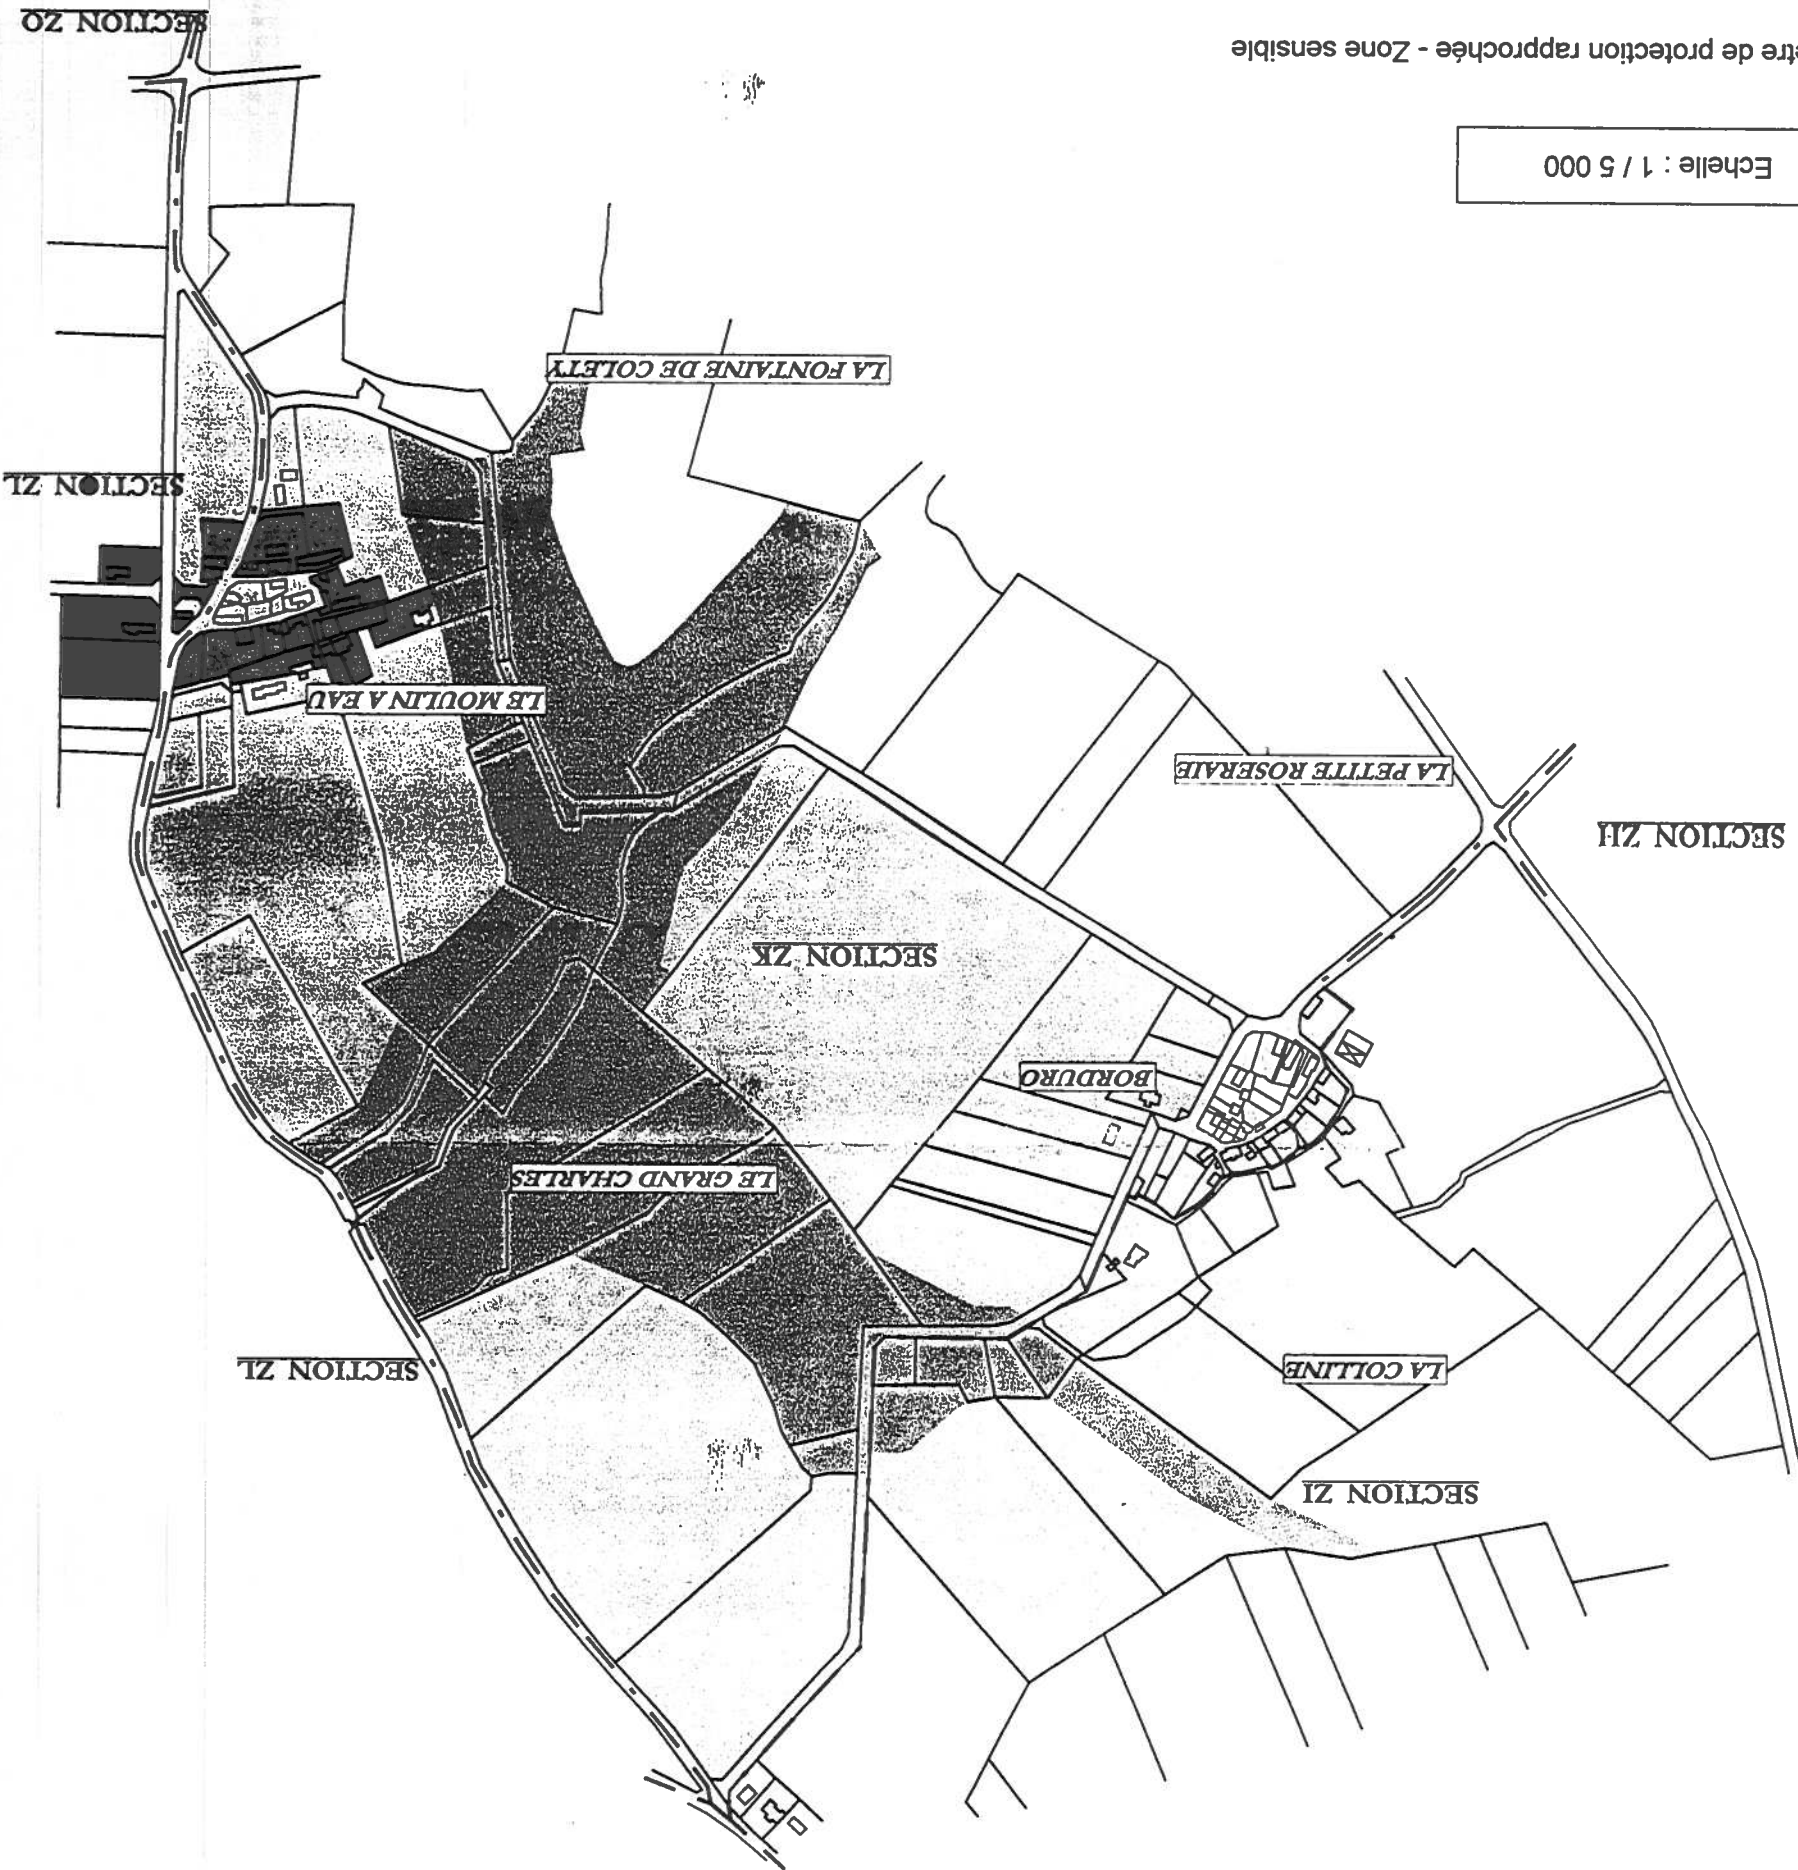 SECTION ZI
LA COLLINE
SECTION ZL
LE GRAND CHARLES
BORDURO
SECTION ZK
SECTION ZH
LA PETITE ROSERAIE
LE MOULIN A EAU
SECTION ZL
LA FONTAINE DE COLETY
Echelle : 1 / 5 000
de protection rapprochée - Zone sensible
SECTION ZO